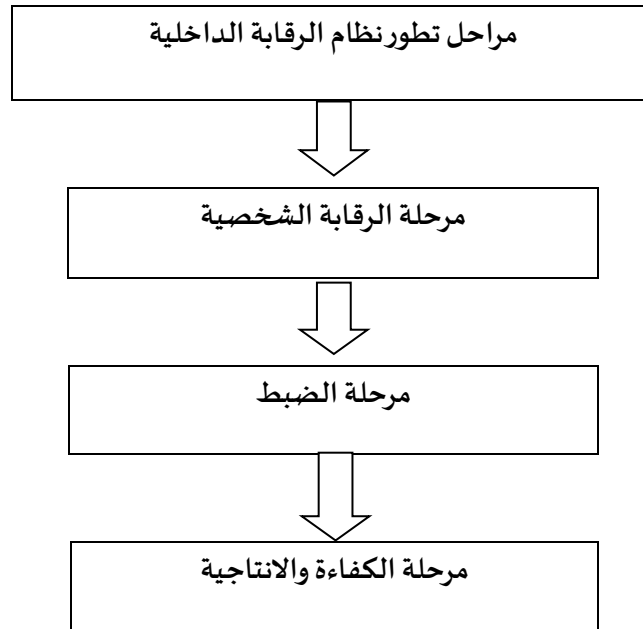 مراحل تطور نظام الرقابة الداخلية
مرحلة الرقابة الشخصية
مرحلة الضبط
مرحلة الكفاءة والانتاجية